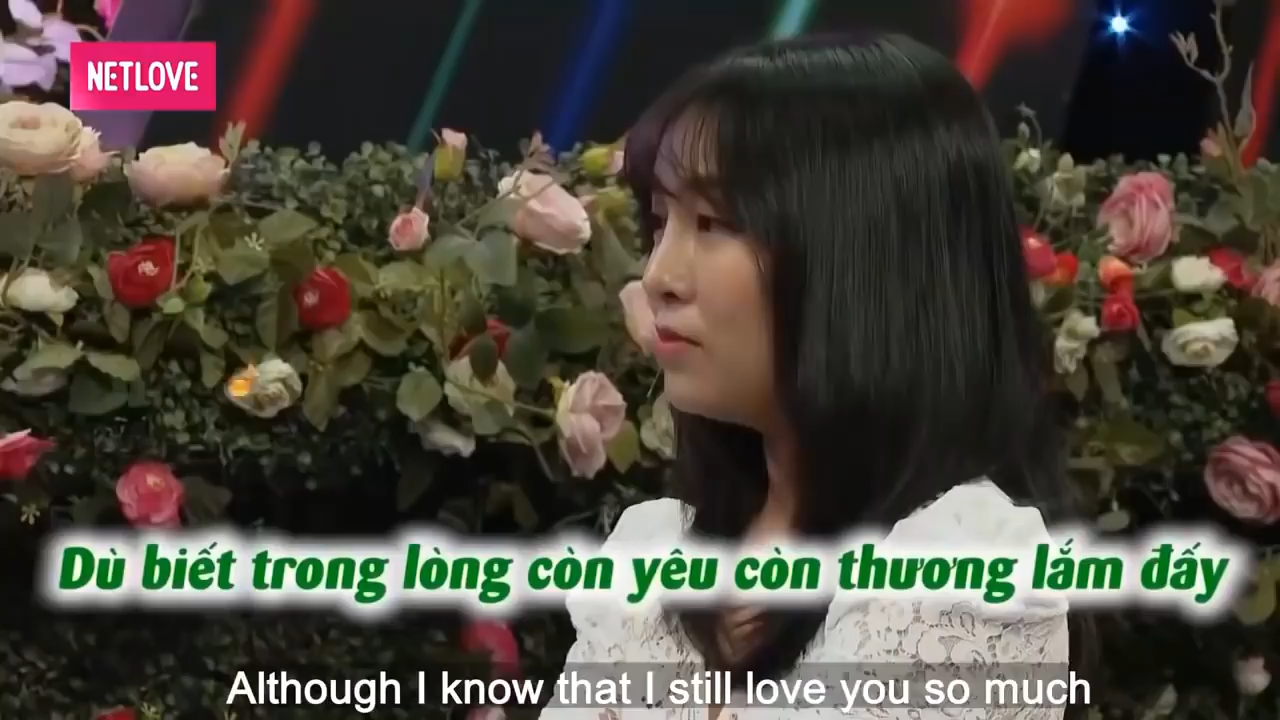 NETLOVE
Dù biết trong lòng còn yêu còn thương lắm đấy
Although I know that I still love you so much